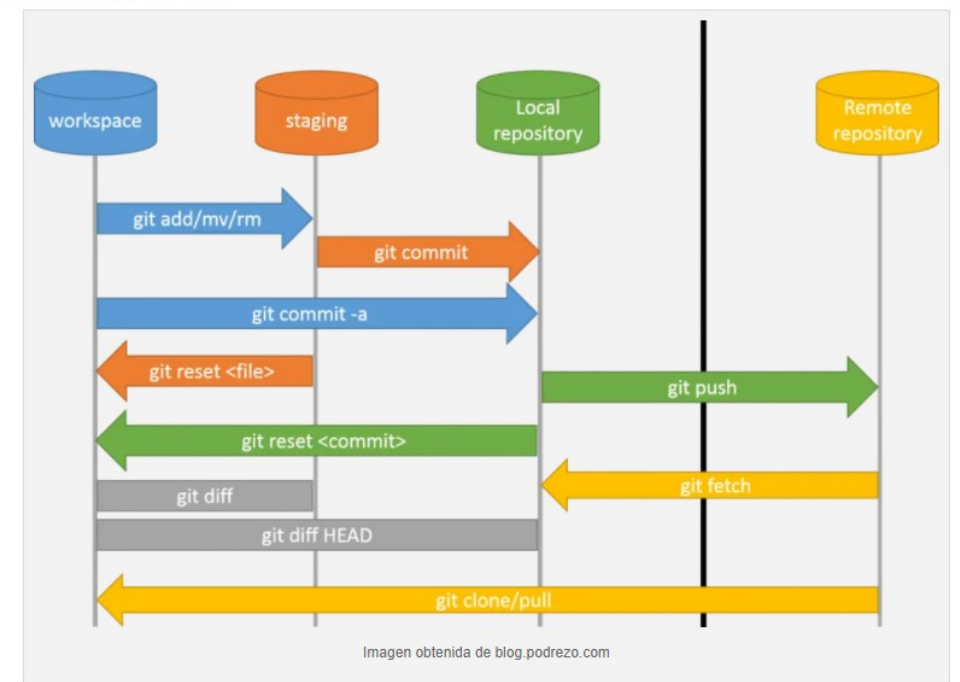 workspace
staging
Local
repository
Remote
repository
git add/mv/rm
git commit
git commit -a
git reset <file>
git push
git reset <commit>
git fetch
git diff
git diff HEAD
git clone/pull
Imagen obtenida de blog.podrezo.com